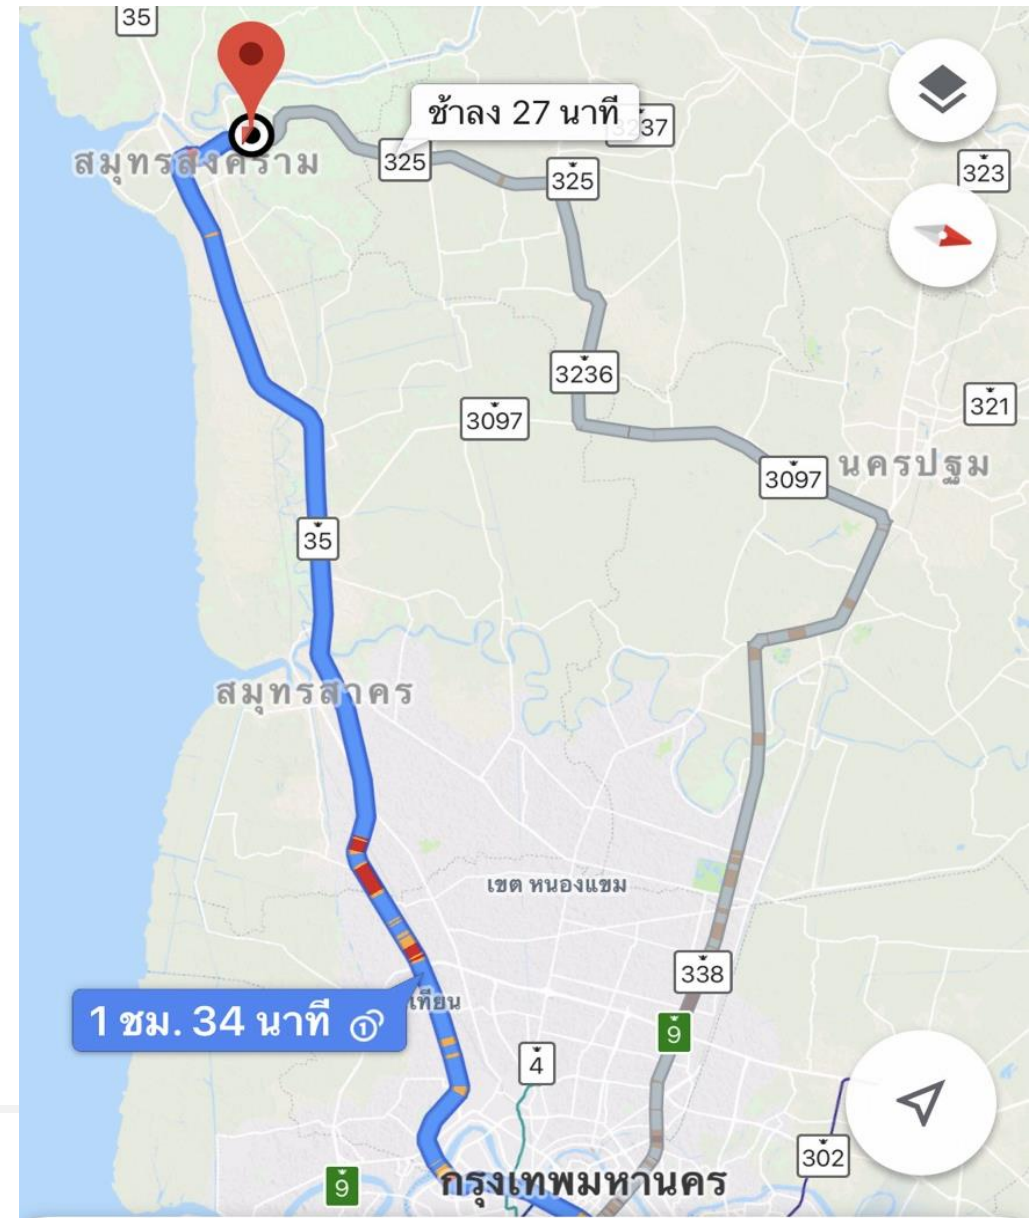 35
ช้าลง 27 นาที
37
325
325
323
สมุทรสงคราม
3236
3097
321
3097
นครปฐม
35
สมุทรสาคร
เขต หนองแขม
338
1 ชม. 34 นาที
เทียน
9
4
302
9
กรุงเทพมหานคร